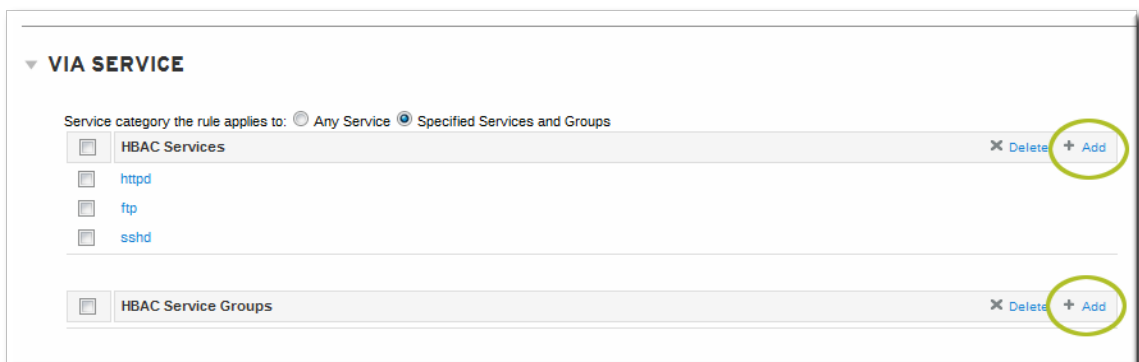 VIA SERVICE
Service category the rule applies to: Any Service Specified Services and Groups
HBAC Services Delete + Add
httpd
ftp
sshd
HBAC Service Groups Delete + Add